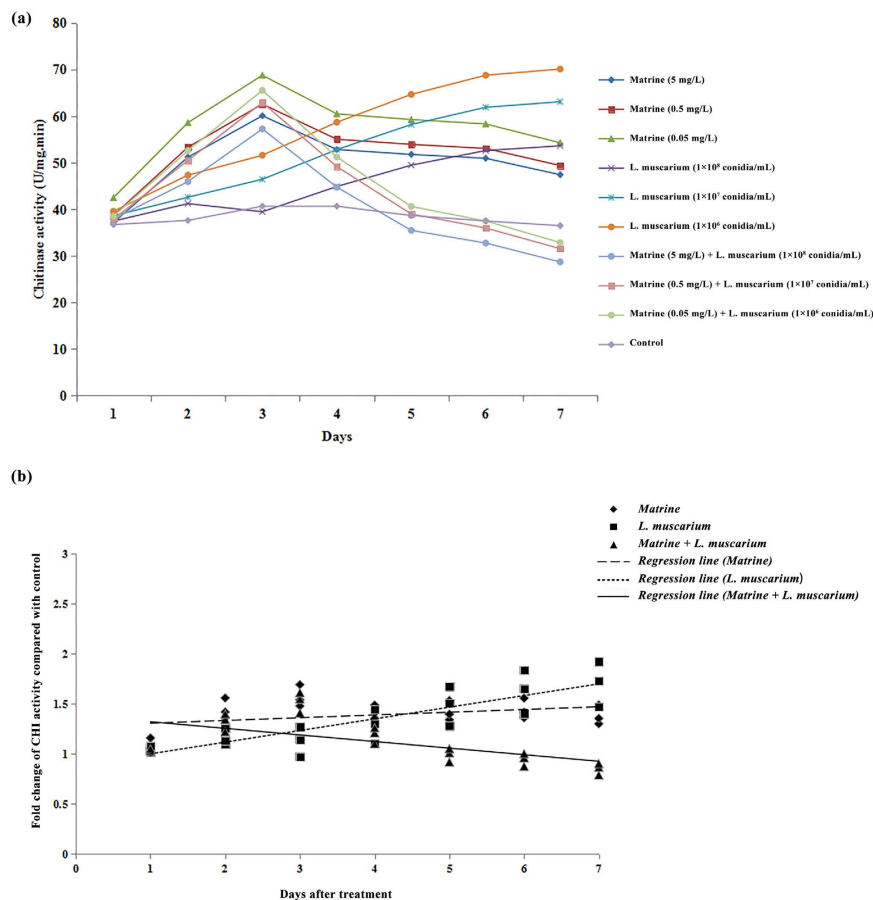 (a)
80
70
60
50
40
30
20
10
0
Chitinase activity (U/mg.min)
1 2 3 4 5 6 7
Days
Matrine (5 mg/L)
Matrine (0.5 mg/L)
Matrine (0.05 mg/L)
L. muscarium (1×10⁸ conidia/mL)
L. muscarium (1×10⁷ conidia/mL)
L. muscarium (1×10⁶ conidia/mL)
Matrine (5 mg/L) + L. muscarium (1×10⁸ conidia/mL)
Matrine (0.5 mg/L) + L. muscarium (1×10⁷ conidia/mL)
Matrine (0.05 mg/L) + L. muscarium (1×10⁶ conidia/mL)
Control
(b)
Matrine
L. muscarium
Matrine + L. muscarium
Regression line (Matrine)
Regression line (L. muscarium)
Regression line (Matrine + L. muscarium)
3
2.5
2
1.5
1
0.5
0
Fold change of CHI activity compared with control
0 1 2 3 4 5 6 7
Days after treatment